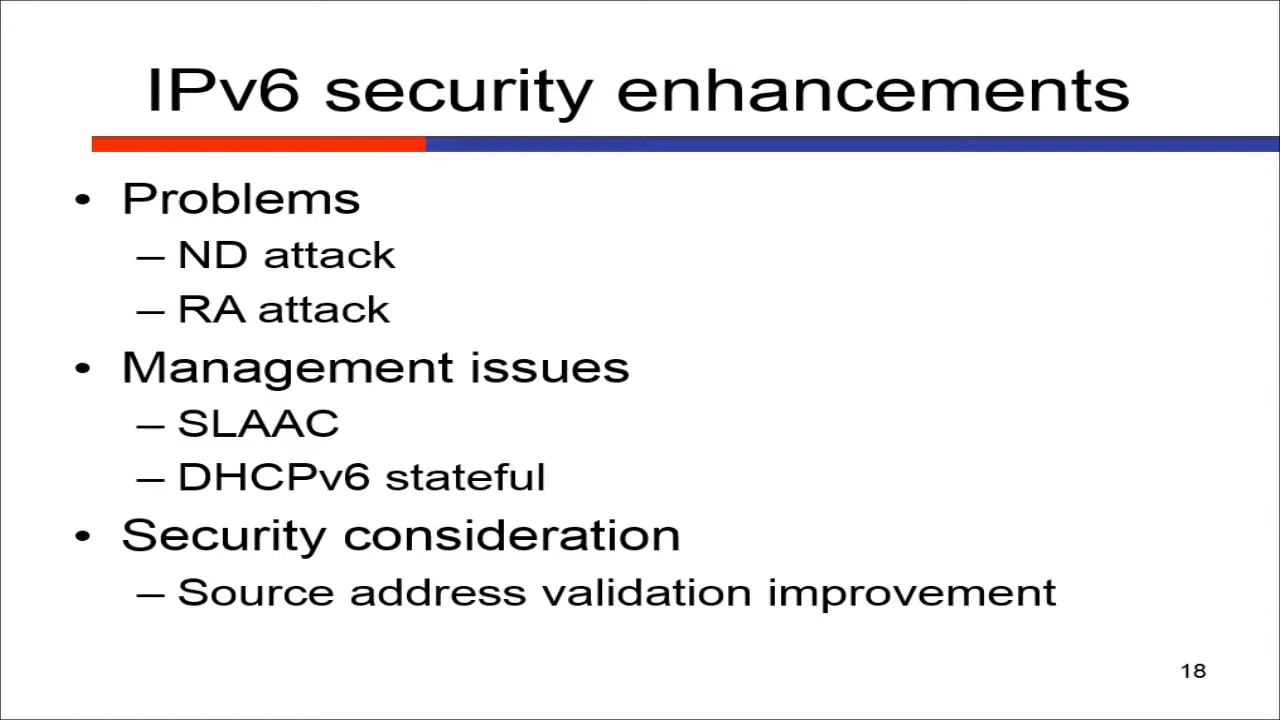 IPv6 security enhancements
• Problems
– ND attack
– RA attack
• Management issues
– SLAAC
– DHCPv6 stateful
• Security consideration
– Source address validation improvement
18